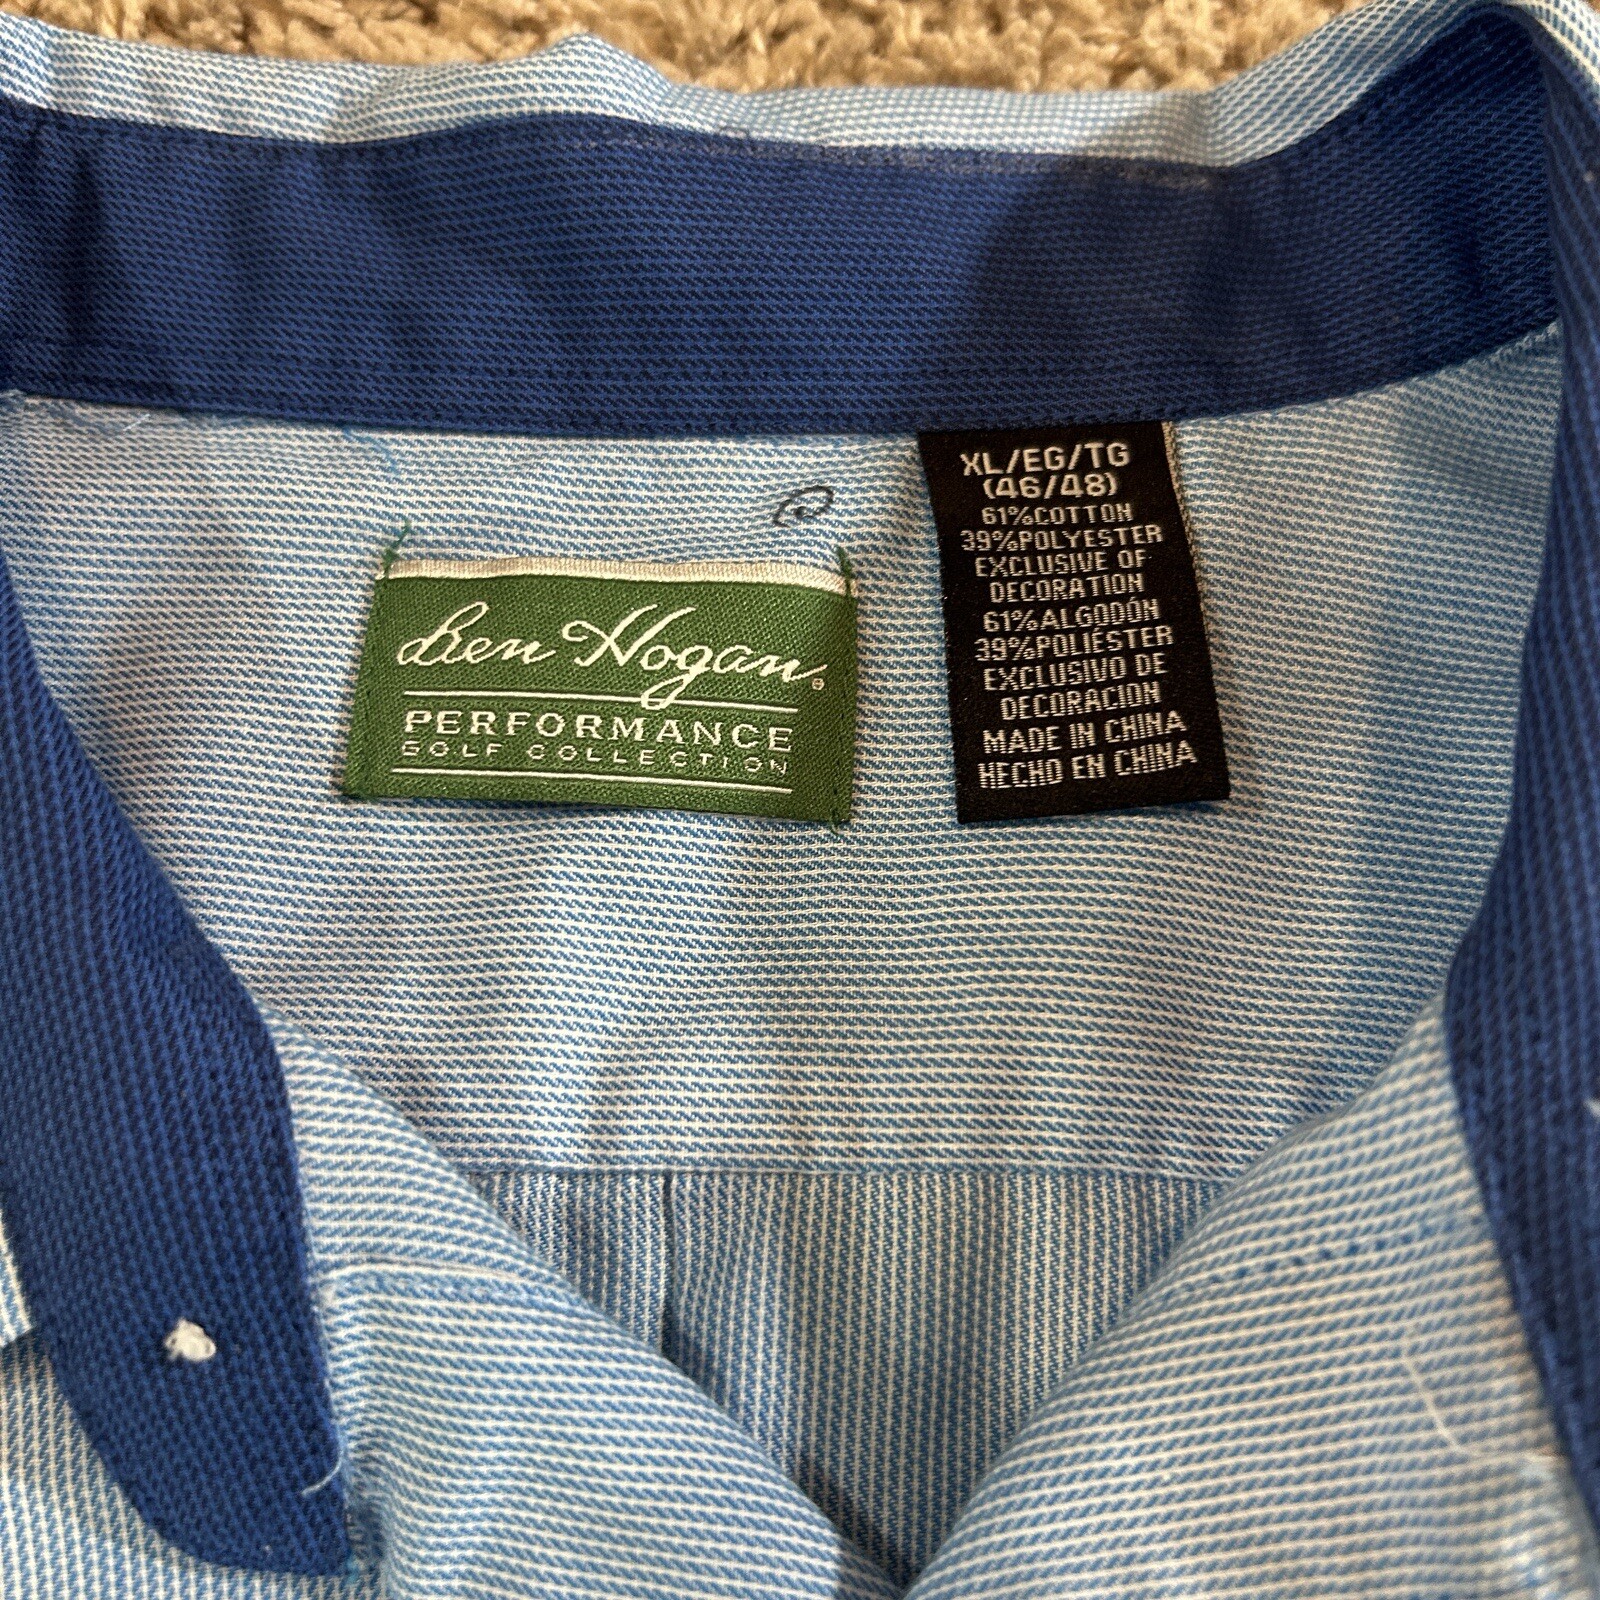 Ben Hogan®
PERFORMANCE
GOLF COLLECTION
XL/EG/TG
(46/48)
61%COTTON
39%POLYESTER
EXCLUSIVE OF
DECORATION
61%ALGODÓN
39%POLIÉSTER
EXCLUSIVO DE
DECORACION
MADE IN CHINA
HECHO EN CHINA